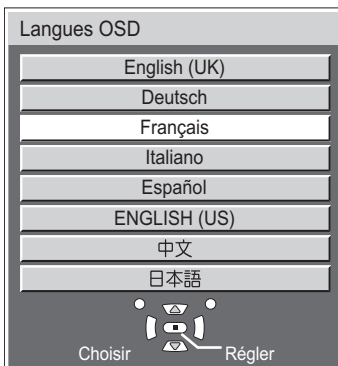 Langues OSD
English (UK)
Deutsch
Français
Italiano
Español
ENGLISH (US)
中文
日本語
Choisir Régler